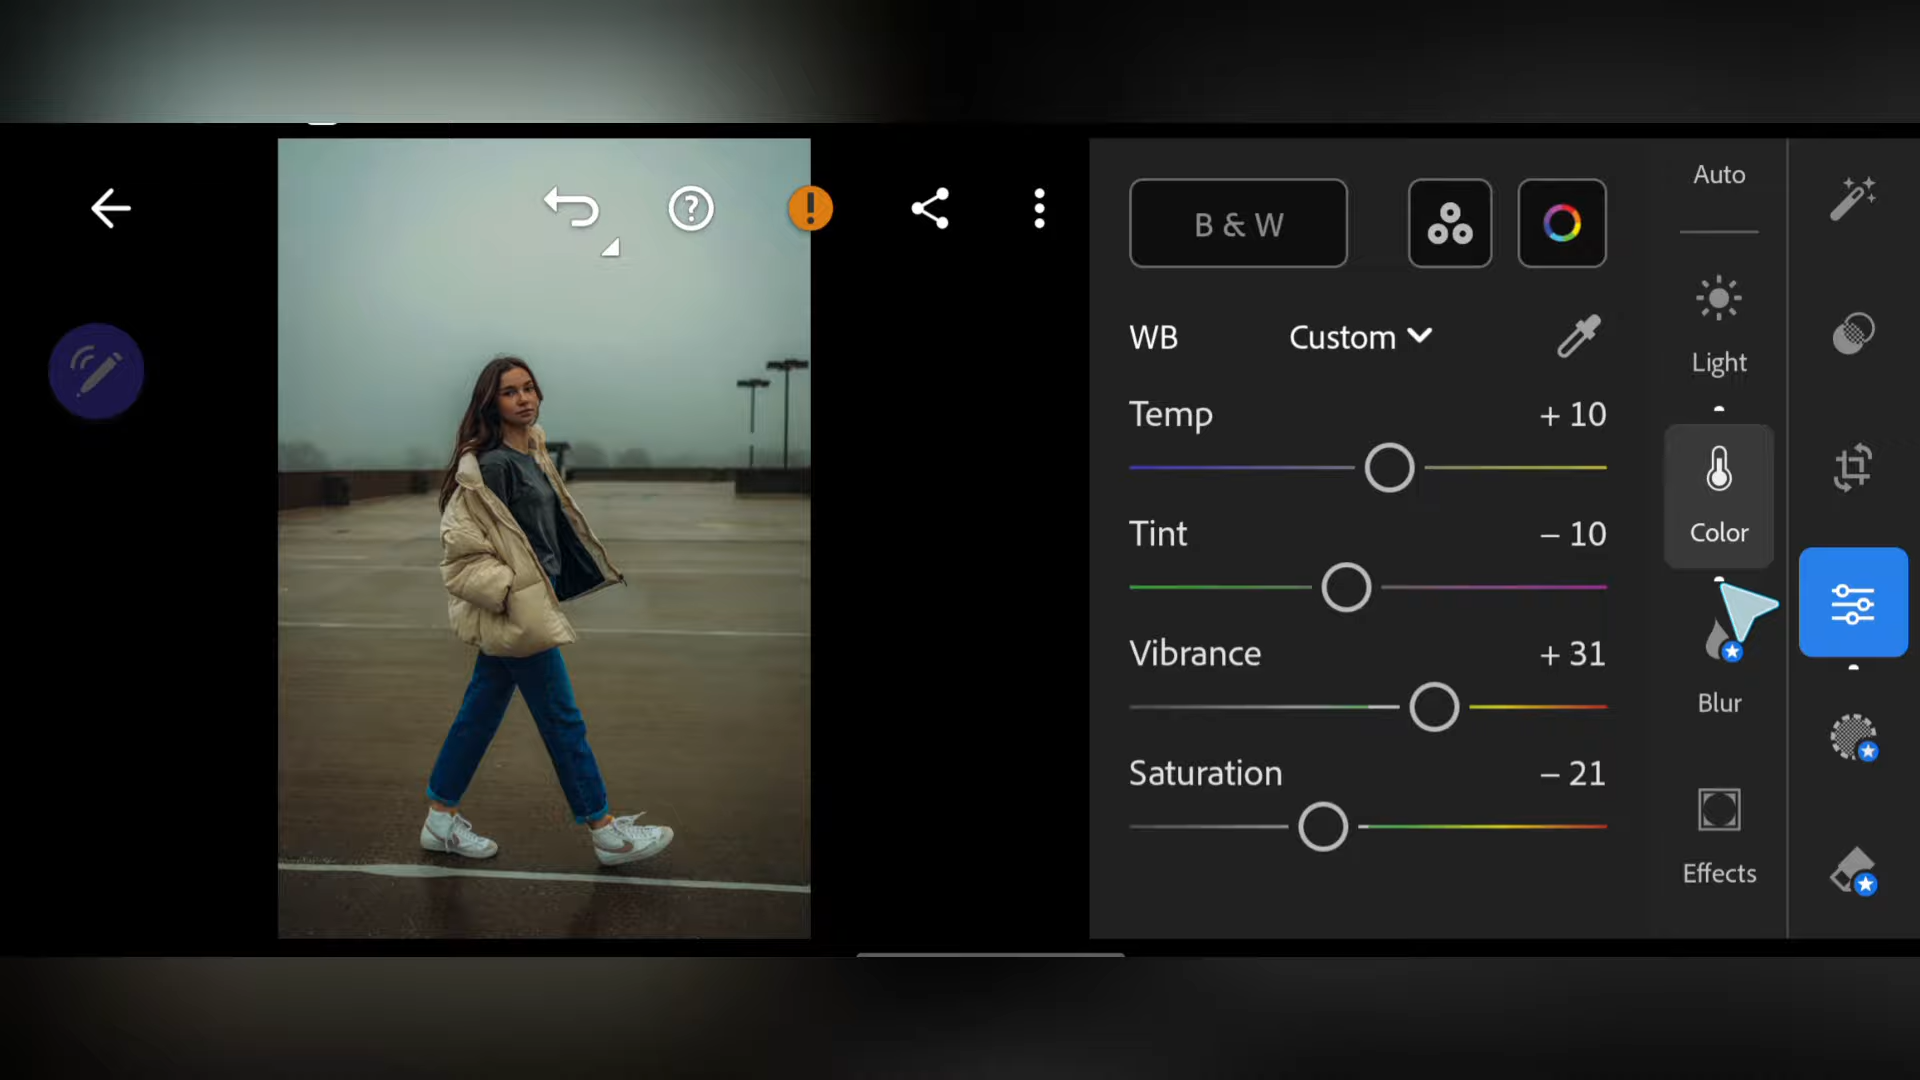 Auto
B & W
Light
WB Custom
Temp + 10
Color
Tint – 10
Vibrance + 31
Blur
Saturation – 21
Effects